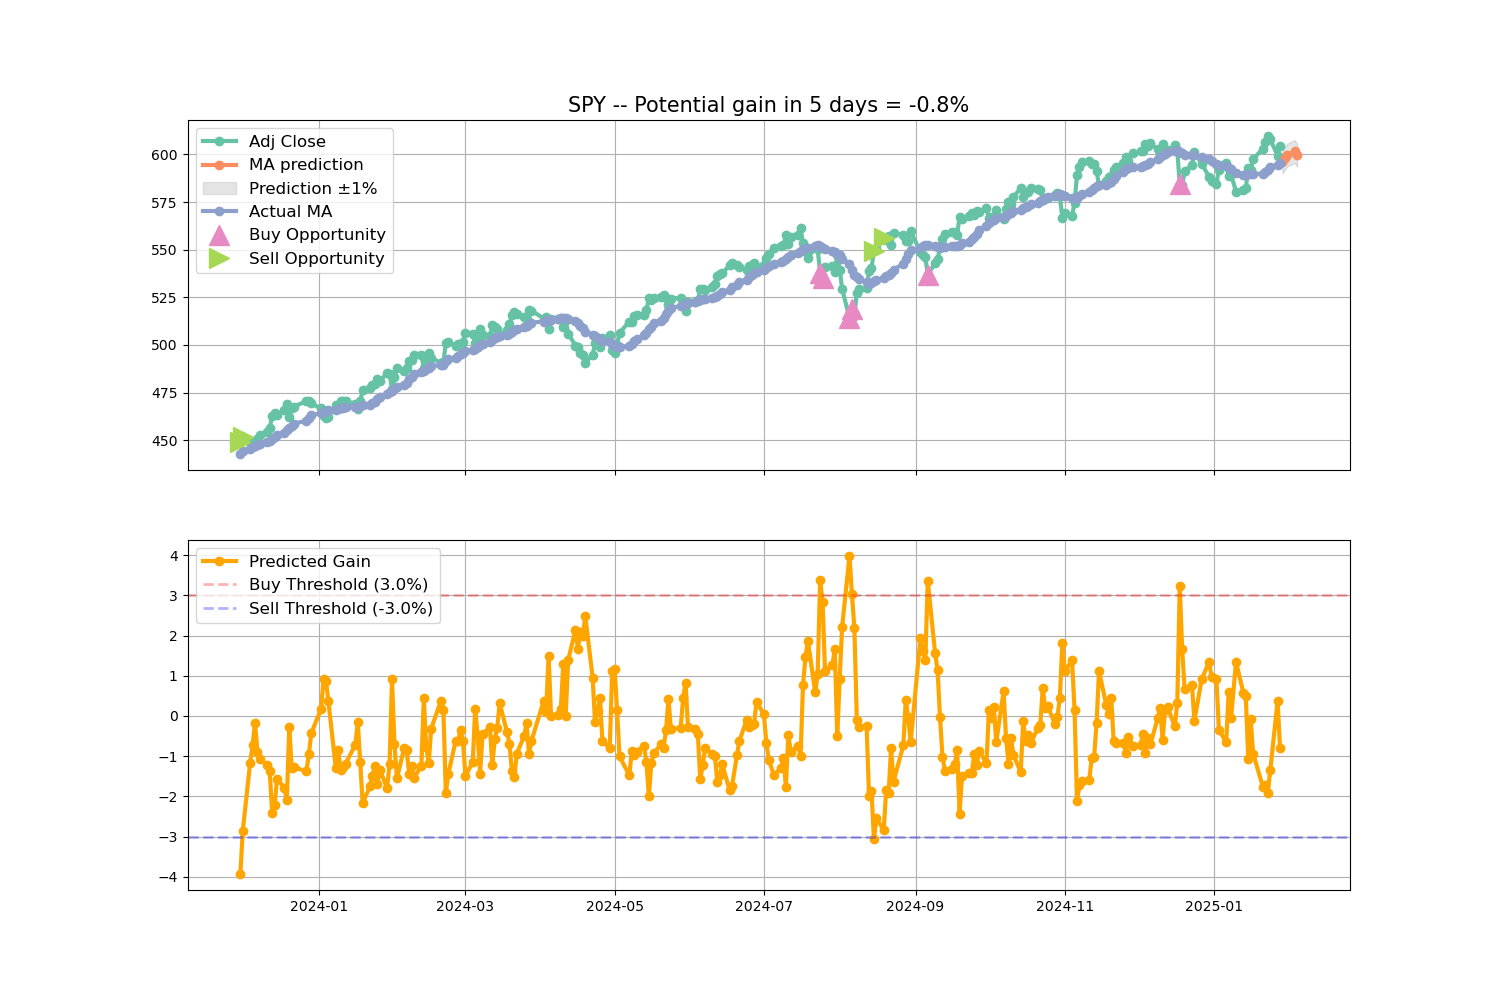 SPY -- Potential gain in 5 days = -0.8%
Adj Close
MA prediction
Prediction ±1%
Actual MA
Buy Opportunity
Sell Opportunity
600
575
550
525
500
475
450
Predicted Gain
Buy Threshold (3.0%)
Sell Threshold (-3.0%)
4
3
2
1
0
−1
−2
−3
−4
2024-01 2024-03 2024-05 2024-07 2024-09 2024-11 2025-01